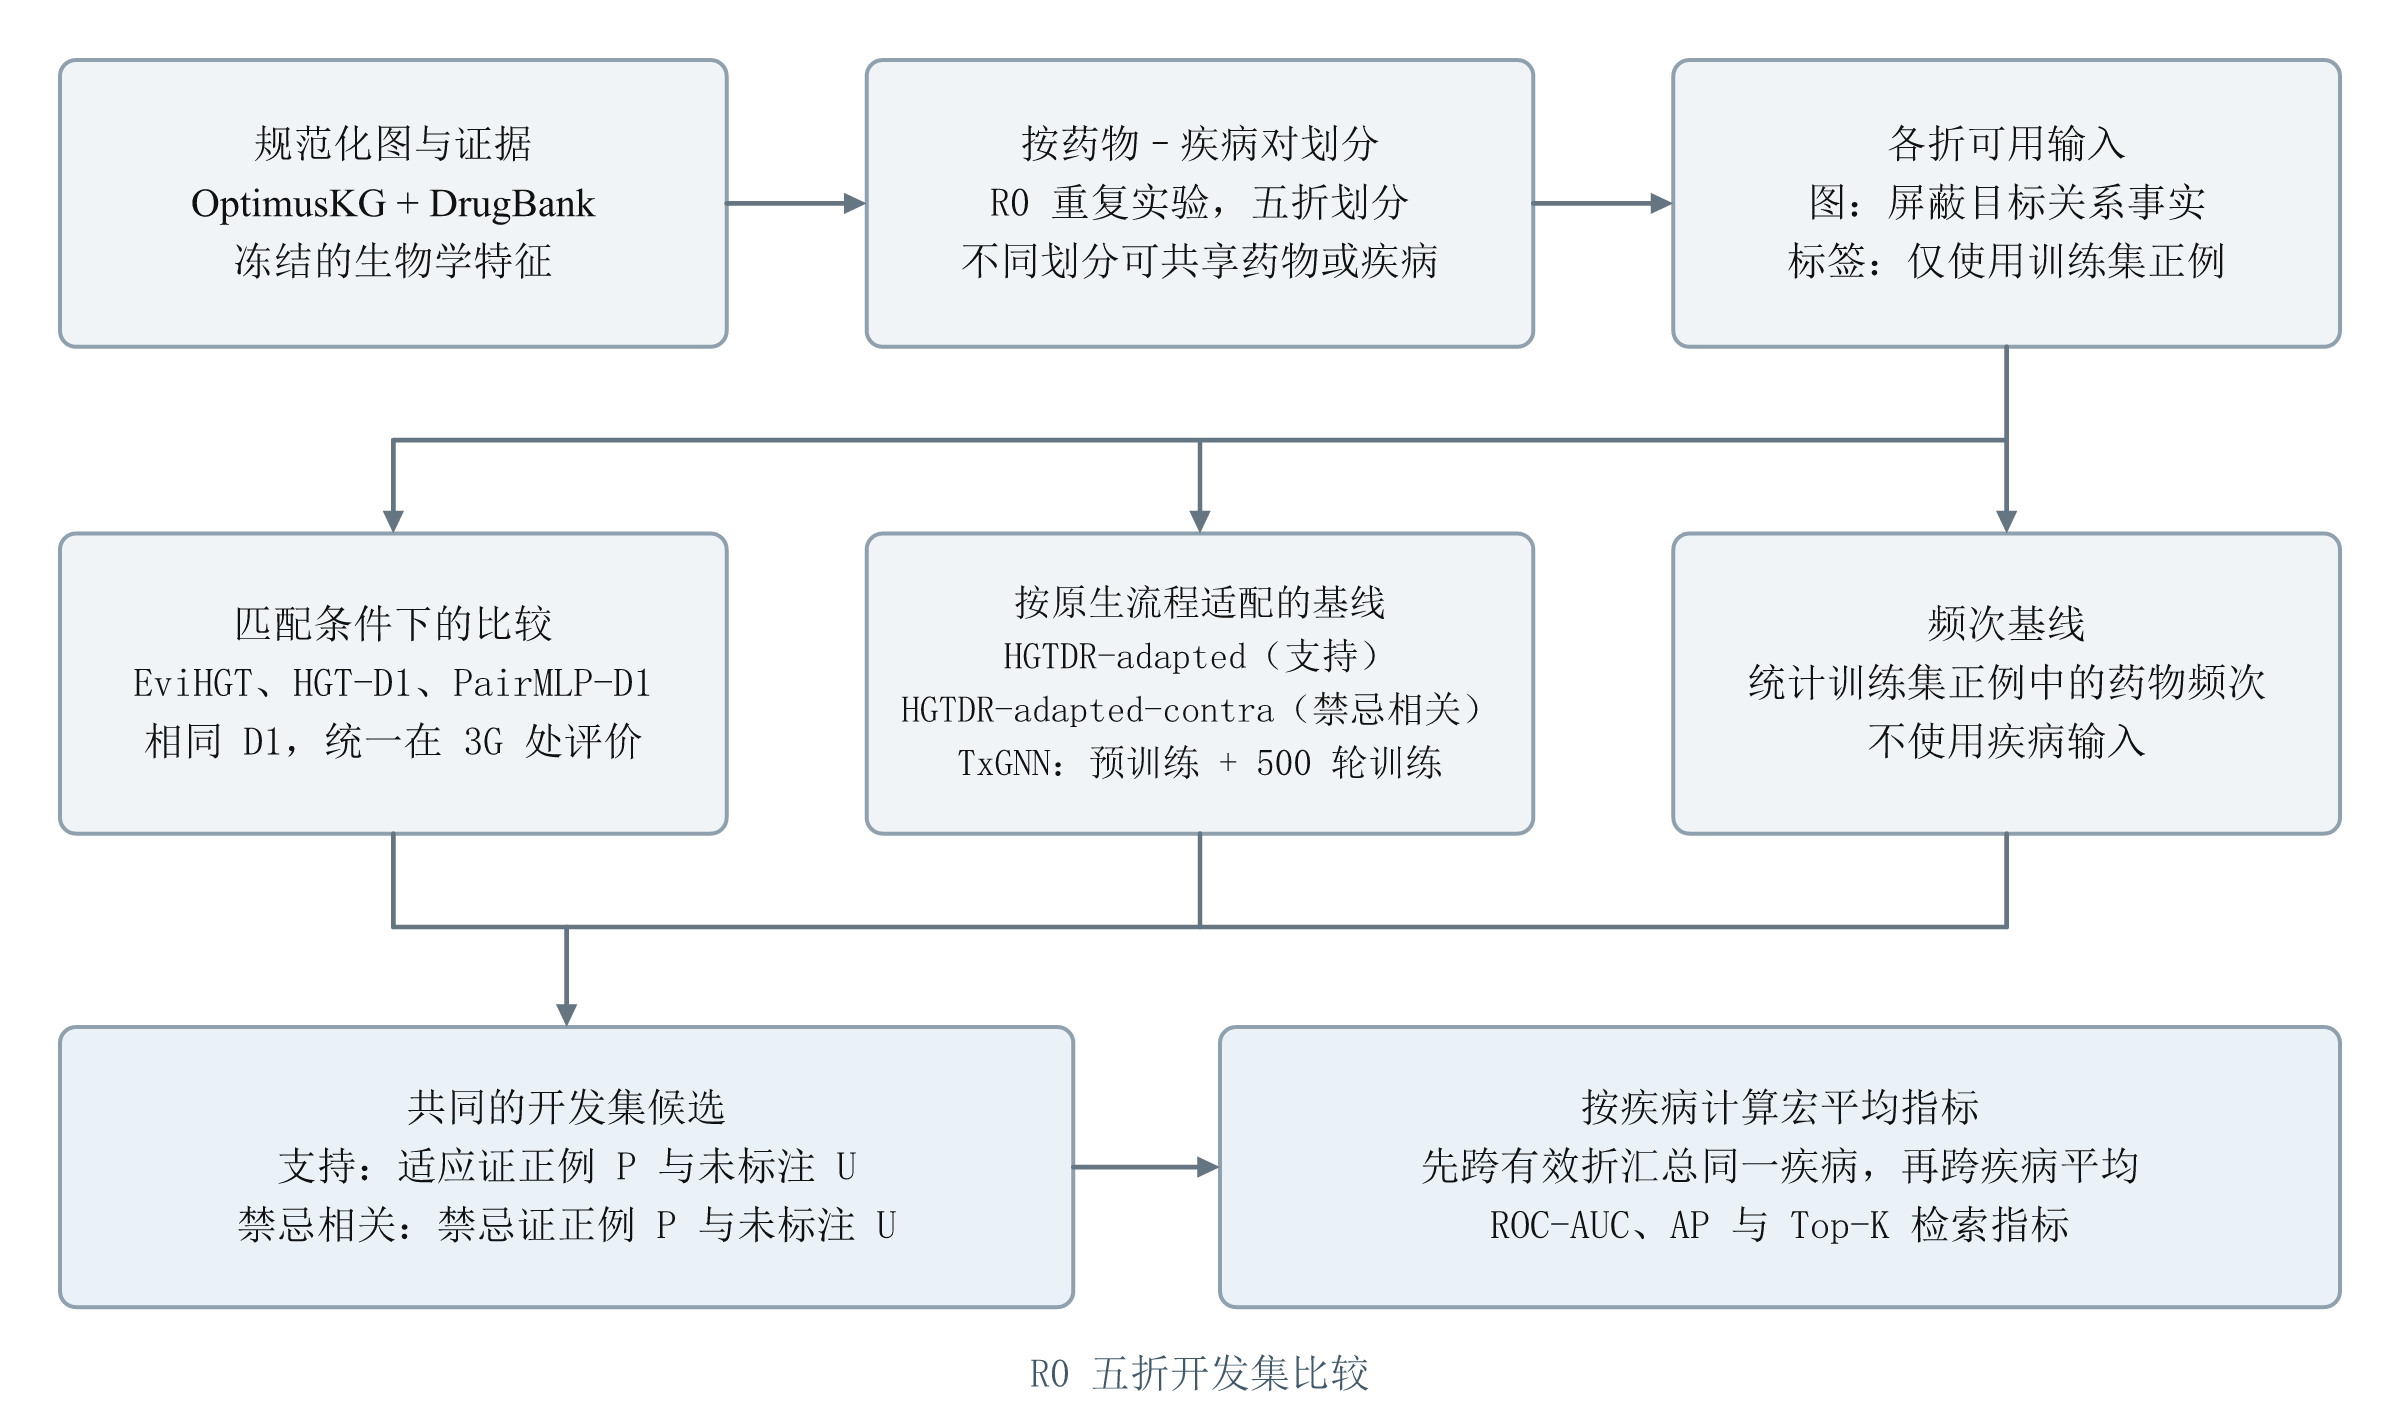 规范化图与证据
OptimusKG + DrugBank
冻结的生物学特征
按药物-疾病对划分
R0 重复实验，五折划分
不同划分可共享药物或疾病
各折可用输入
图：屏蔽目标关系事实
标签：仅使用训练集正例
匹配条件下的比较
EviHGT、HGT-D1、PairMLP-D1
相同 D1，统一在 3G 处评价
按原生流程适配的基线
HGTDR-adapted（支持）
HGTDR-adapted-contra（禁忌相关）
TxGNN：预训练 + 500 轮训练
频次基线
统计训练集正例中的药物频次
不使用疾病输入
共同的开发集候选
支持：适应证正例 P 与未标注 U
禁忌相关：禁忌证正例 P 与未标注 U
按疾病计算宏平均指标
先跨有效折汇总同一疾病，再跨疾病平均
ROC-AUC、AP 与 Top-K 检索指标
R0 五折开发集比较